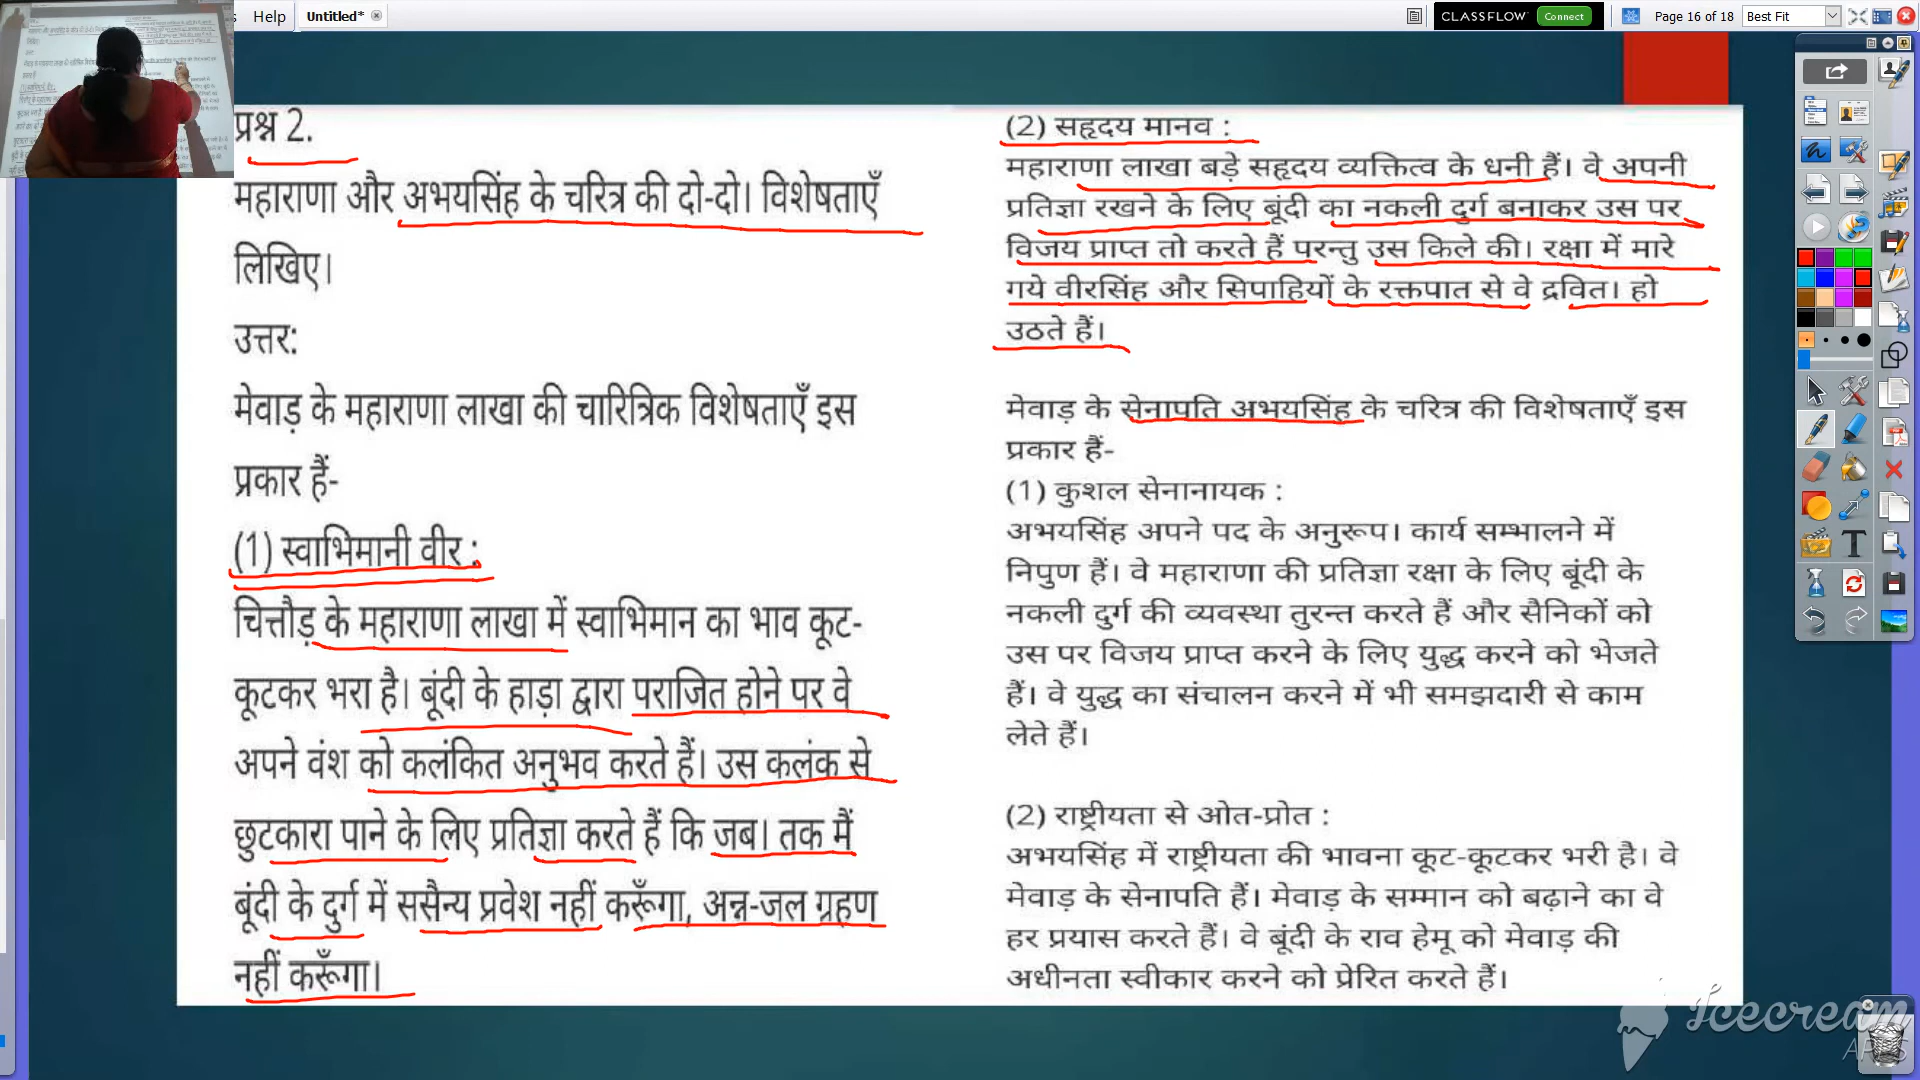 Help
Untitled*
CLASSFLOW Connect
Page 16 of 18
Best Fit
प्रश्न 2.
महाराणा और अभयसिंह के चरित्र की दो-दो। विशेषताएँ
लिखिए।
उत्तर:
मेवाड़ के महाराणा लाखा की चारित्रिक विशेषताएँ इस
प्रकार हैं-
(1) स्वाभिमानी वीर :
चित्तौड़ के महाराणा लाखा में स्वाभिमान का भाव कूट-
कूटकर भरा है। बूंदी के हाड़ा द्वारा पराजित होने पर वे
अपने वंश को कलंकित अनुभव करते हैं। उस कलंक से
छुटकारा पाने के लिए प्रतिज्ञा करते हैं कि जब। तक मैं
बूंदी के दुर्ग में ससैन्य प्रवेश नहीं करूँगा, अन्न-जल ग्रहण
नहीं करूँगा।
(2) सहृदय मानव :
महाराणा लाखा बड़े सहृदय व्यक्तित्व के धनी हैं। वे अपनी
प्रतिज्ञा रखने के लिए बूंदी का नकली दुर्ग बनाकर उस पर
विजय प्राप्त तो करते हैं परन्तु उस किले की। रक्षा में मारे
गये वीरसिंह और सिपाहियों के रक्तपात से वे द्रवित। हो
उठते हैं।
मेवाड़ के सेनापति अभयसिंह के चरित्र की विशेषताएँ इस
प्रकार हैं-
(1) कुशल सेनानायक :
अभयसिंह अपने पद के अनुरूप। कार्य सम्भालने में
निपुण हैं। वे महाराणा की प्रतिज्ञा रक्षा के लिए बूंदी के
नकली दुर्ग की व्यवस्था तुरन्त करते हैं और सैनिकों को
उस पर विजय प्राप्त करने के लिए युद्ध करने को भेजते
हैं। वे युद्ध का संचालन करने में भी समझदारी से काम
लेते हैं।
(2) राष्ट्रीयता से ओत-प्रोत :
अभयसिंह में राष्ट्रीयता की भावना कूट-कूटकर भरी है। वे
मेवाड़ के सेनापति हैं। मेवाड़ के सम्मान को बढ़ाने का वे
हर प्रयास करते हैं। वे बूंदी के राव हेमू को मेवाड़ की
अधीनता स्वीकार करने को प्रेरित करते हैं।
Icecream